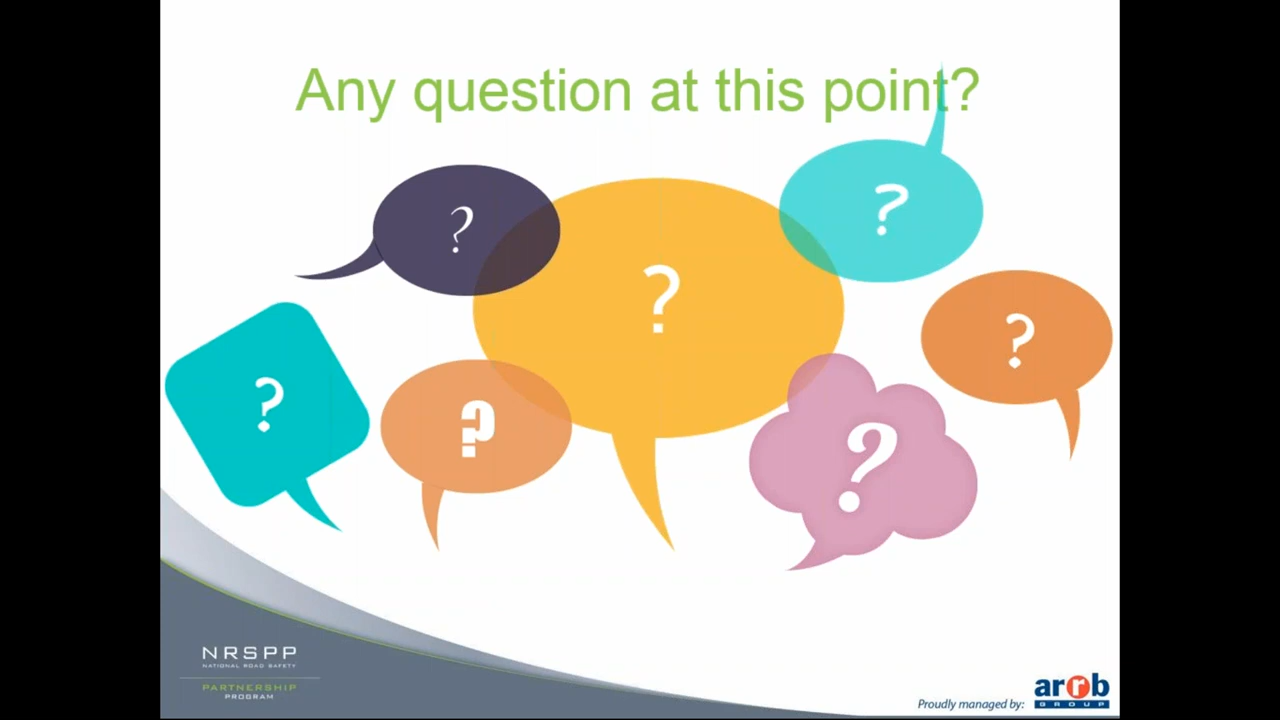 Any question at this point?
?
?
?
?
?
?
?
NRSPP
NATIONAL ROAD SAFETY
PARTNERSHIP
PROGRAM
Proudly managed by:
arrb
GROUP